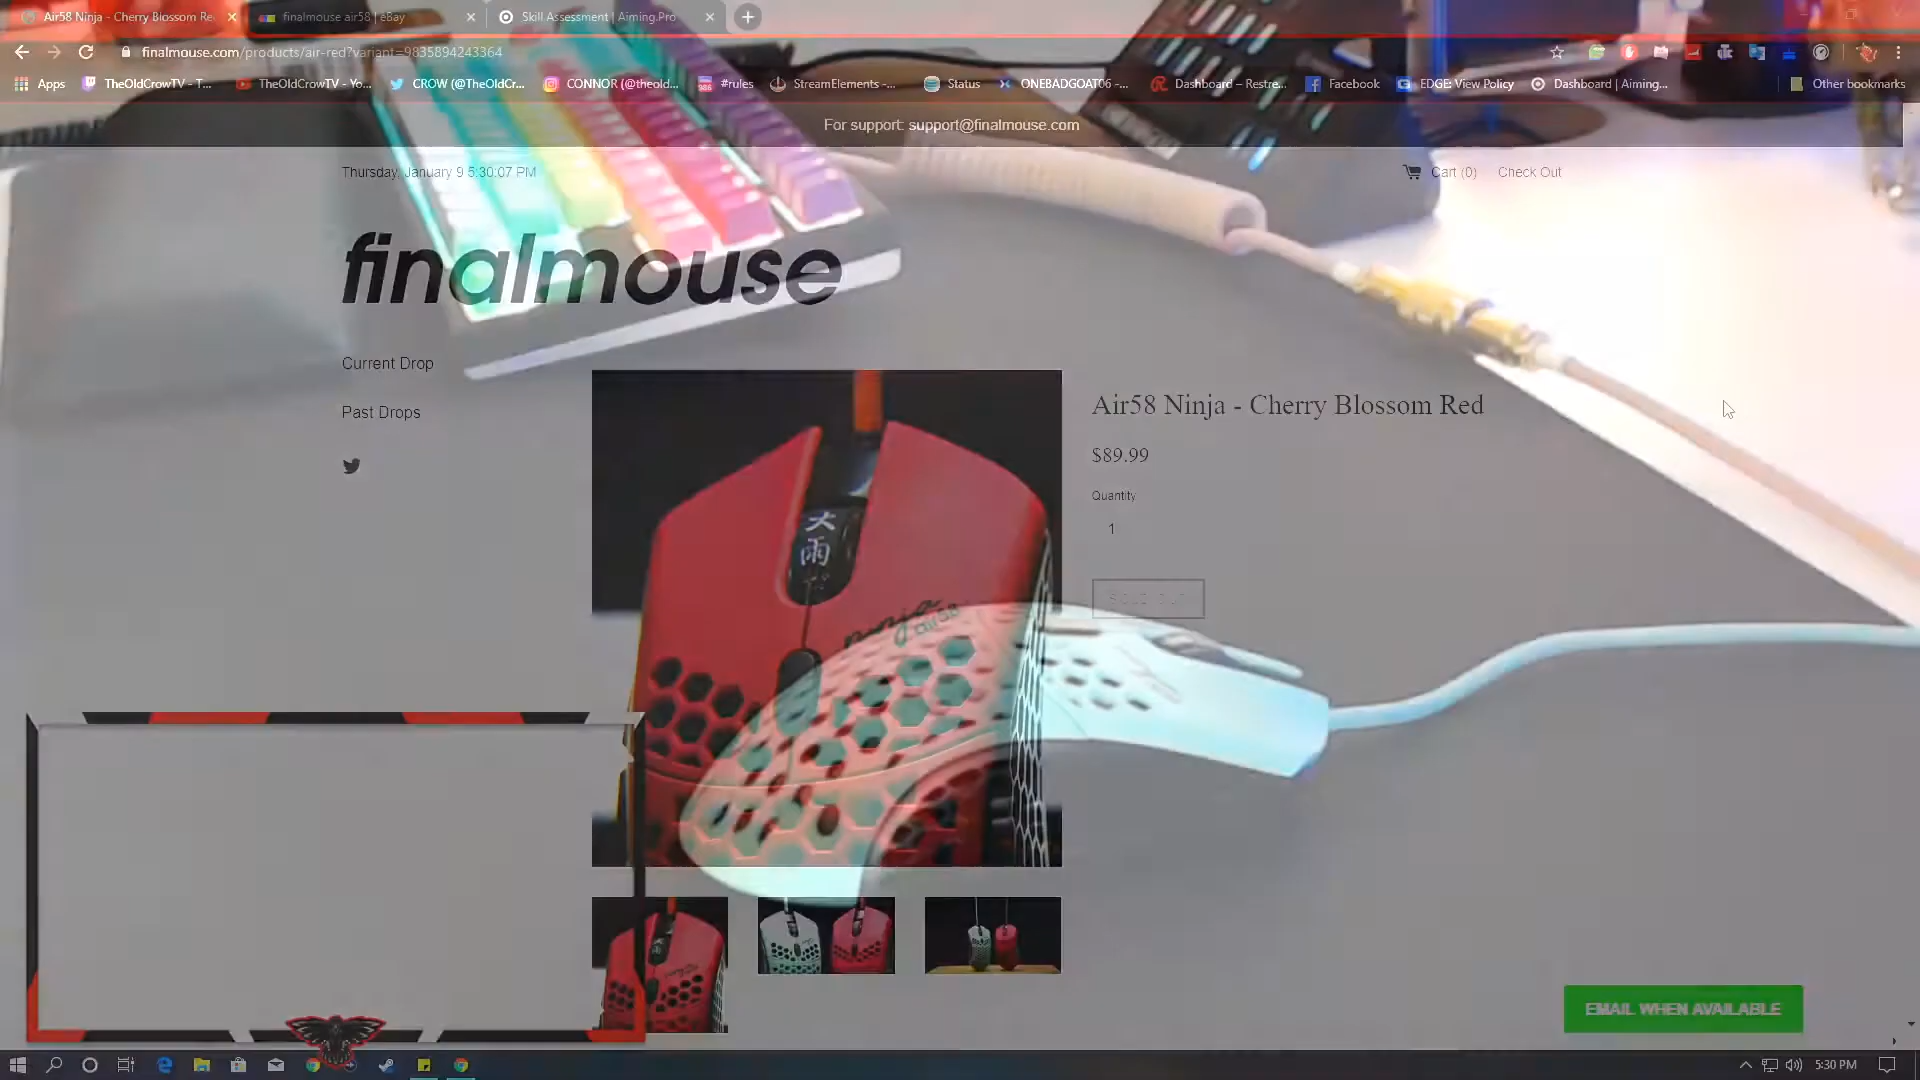 Air58 Ninja - Cherry Blossom Re
finalmouse air58 | eBay
Skill Assessment | Aiming.Pro
finalmouse.com/products/air-red?variant=9835894243364
Apps
TheOldCrowTV - T...
TheOldCrowTV - Yo...
CROW (@TheOldCr...
CONNOR (@theold...
#rules
StreamElements -...
Status
ONEBADGOAT06 -...
Dashboard – Restre...
Facebook
EDGE: View Policy
Dashboard | Aiming...
Other bookmarks
For support: support@finalmouse.com
Thursday, January 9 5:30:07 PM
Cart (0)
Check Out
finalmouse
Current Drop
Past Drops
Air58 Ninja - Cherry Blossom Red
$89.99
Quantity
1
SOLD OUT
大
雨
ninja
air58
EMAIL WHEN AVAILABLE
5:30 PM